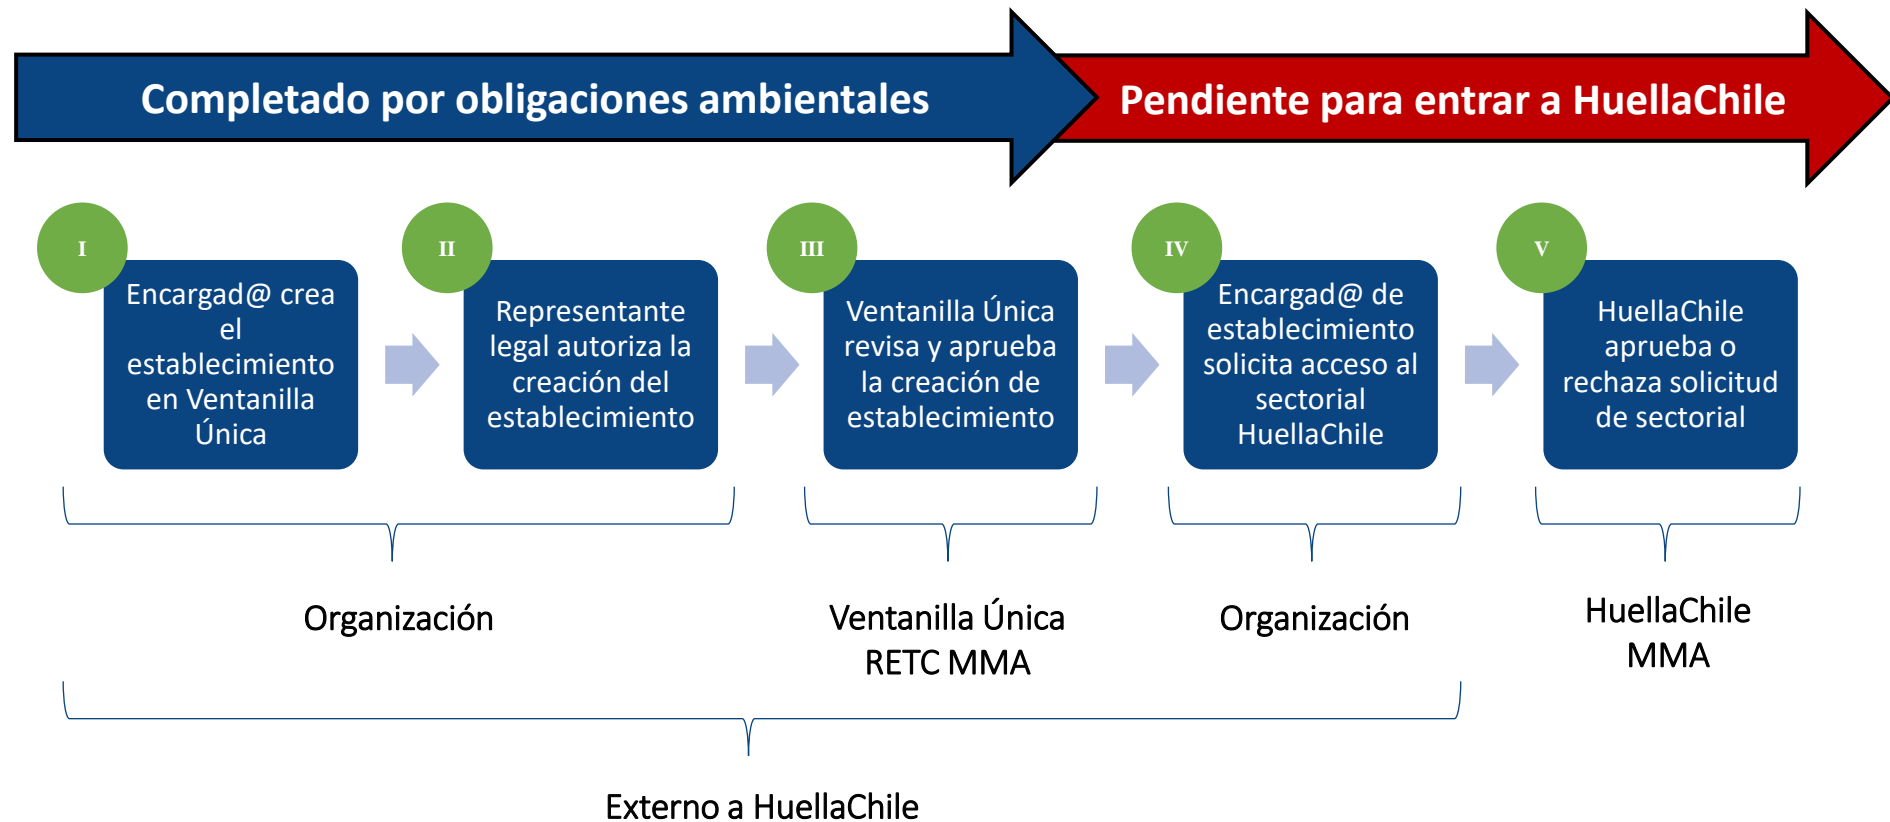 Completado por obligaciones ambientales
Pendiente para entrar a HuellaChile
I
Encargad@ crea
el
establecimiento
en Ventanilla
Única
II
Representante
legal autoriza la
creación del
establecimiento
III
Ventanilla Única
revisa y aprueba
la creación de
establecimiento
IV
Encargad@ de
establecimiento
solicita acceso al
sectorial
HuellaChile
V
HuellaChile
aprueba o
rechaza solicitud
de sectorial
Organización
Ventanilla Única
RETC MMA
Organización
HuellaChile
MMA
Externo a HuellaChile